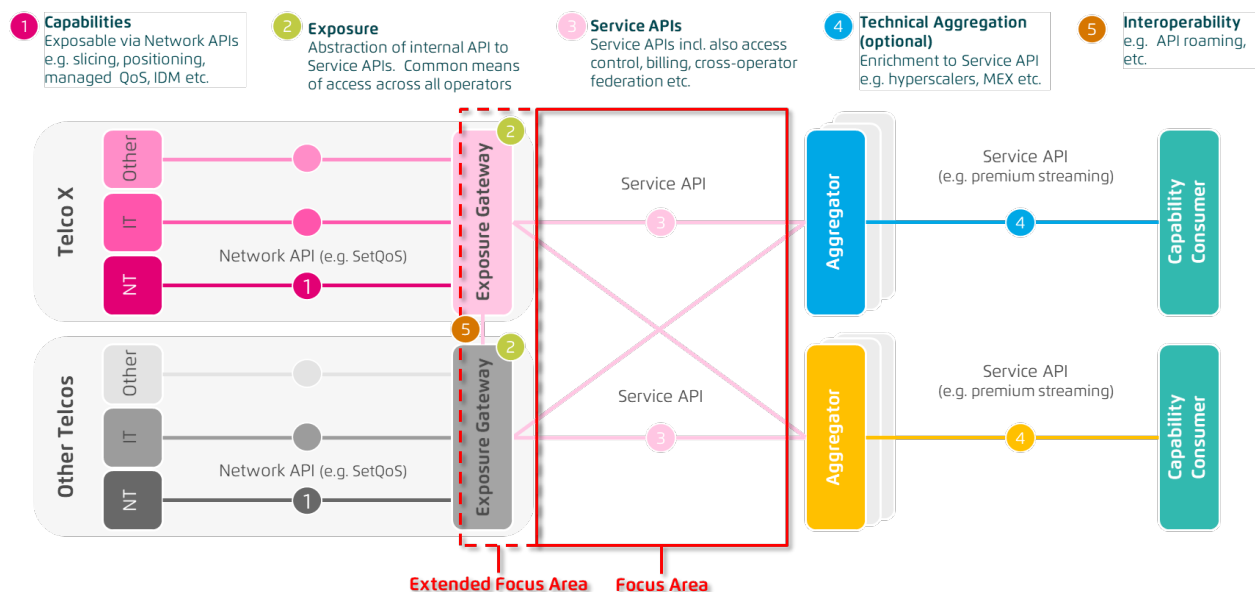 1
Capabilities
Exposable via Network APIs
e.g. slicing, positioning,
managed QoS, IDM etc.
2
Exposure
Abstraction of internal API to
Service APIs. Common means
of access across all operators
3
Service APIs
Service APIs incl. also access
control, billing, cross-operator
federation etc.
4
Technical Aggregation
(optional)
Enrichment to Service API
e.g. hyperscalers, MEX etc.
5
Interoperability
e.g. API roaming,
etc.
Telco X
Other
IT
NT
Network API (e.g. SetQoS)
1
Exposure Gateway
2
Service API
3
Aggregator
Service API
(e.g. premium streaming)
4
Capability
Consumer
5
Other Telcos
Other
IT
NT
Network API (e.g. SetQoS)
1
Exposure Gateway
2
Service API
3
Aggregator
Service API
(e.g. premium streaming)
4
Capability
Consumer
Extended Focus Area
Focus Area